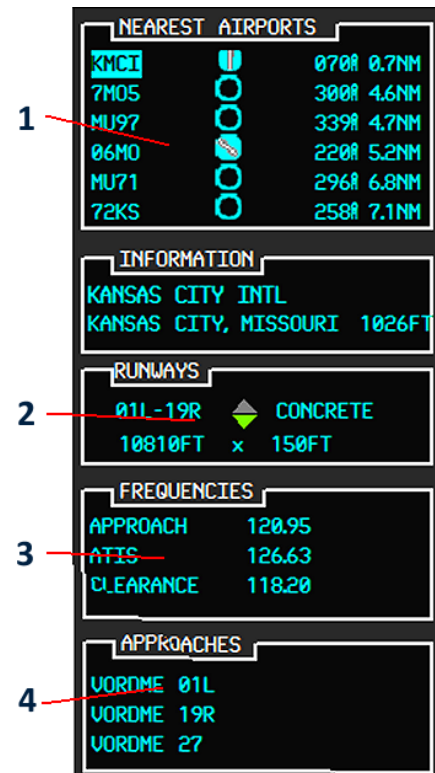 NEAREST AIRPORTS
KMCI 070° 0.7NM
7MO5 300° 4.6NM
1
MU97 339° 4.7NM
06MO 220° 5.2NM
MU71 296° 6.8NM
72KS 258° 7.1NM
INFORMATION
KANSAS CITY INTL
KANSAS CITY, MISSOURI 1026FT
RUNWAYS
2
01L-19R CONCRETE
10810FT x 150FT
FREQUENCIES
APPROACH 120.95
3
ATIS 126.63
CLEARANCE 118.20
APPROACHES
4
VORDME 01L
VORDME 19R
VORDME 27